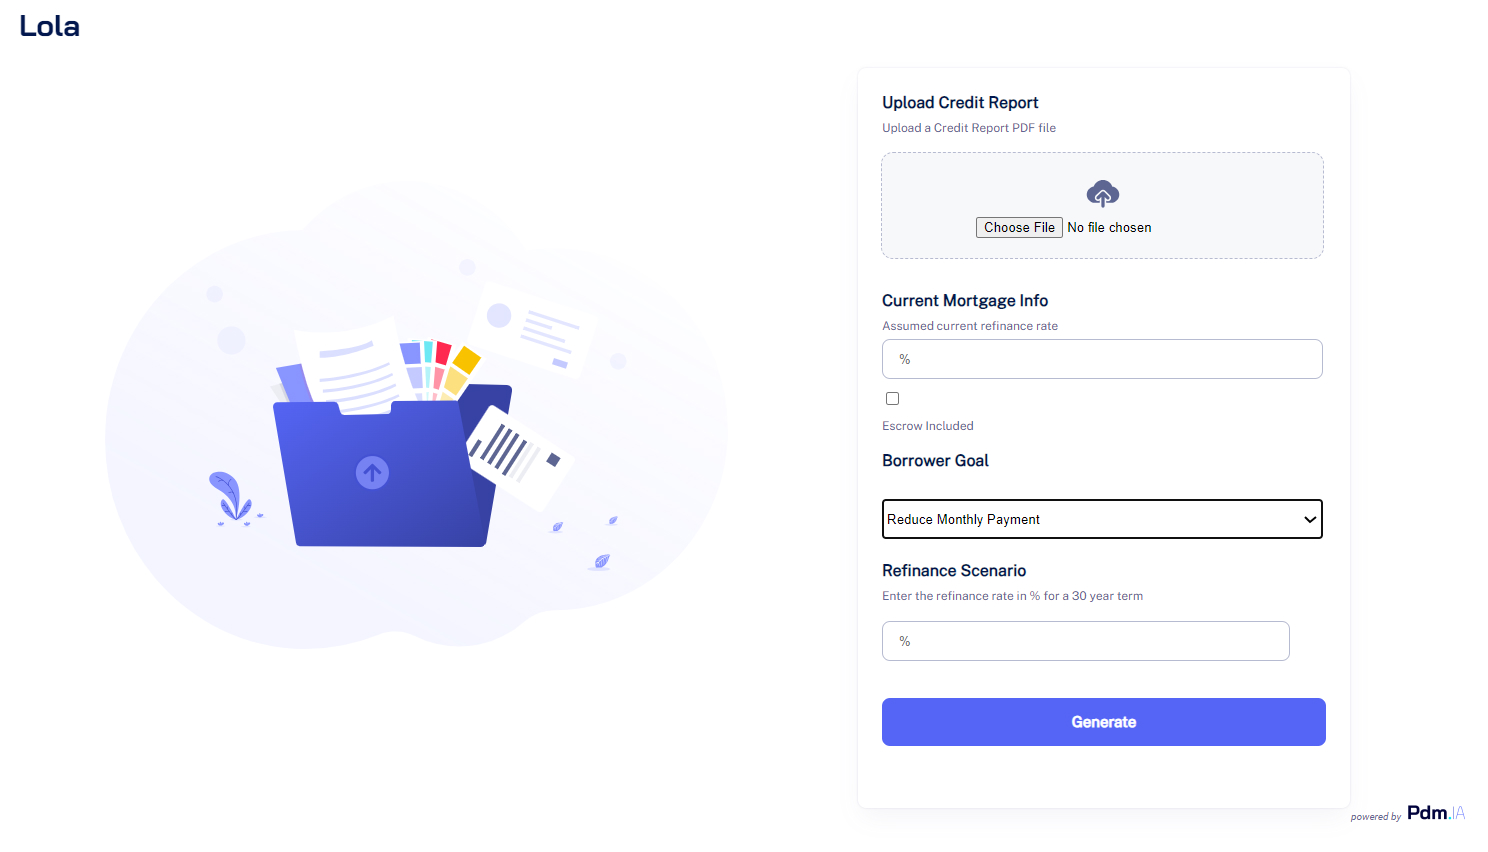 Lola
Upload Credit Report
Upload a Credit Report PDF file
Choose File No file chosen
Current Mortgage Info
Assumed current refinance rate
%
Escrow Included
Borrower Goal
Reduce Monthly Payment
Refinance Scenario
Enter the refinance rate in % for a 30 year term
%
Generate
powered by Pdm.IA